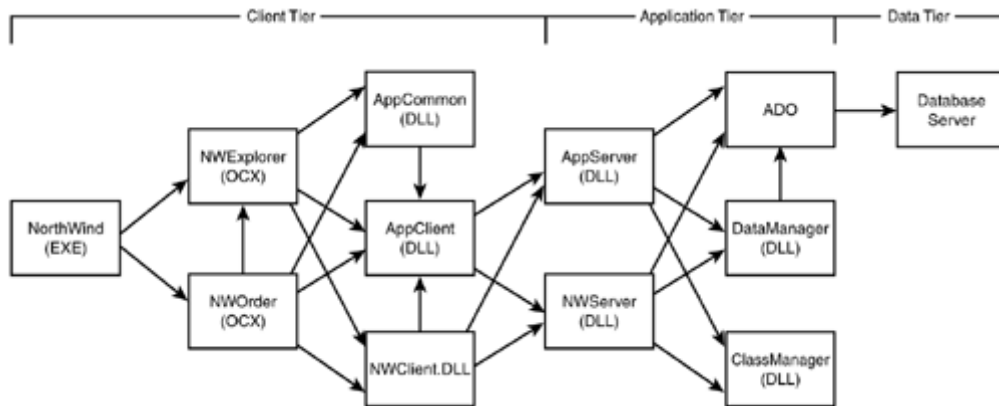 Client Tier
Application Tier
Data Tier
AppCommon
(DLL)
ADO
Database
Server
NWExplorer
(OCX)
AppServer
(DLL)
NorthWind
(EXE)
AppClient
(DLL)
DataManager
(DLL)
NWOrder
(OCX)
NWServer
(DLL)
NWClient.DLL
ClassManager
(DLL)